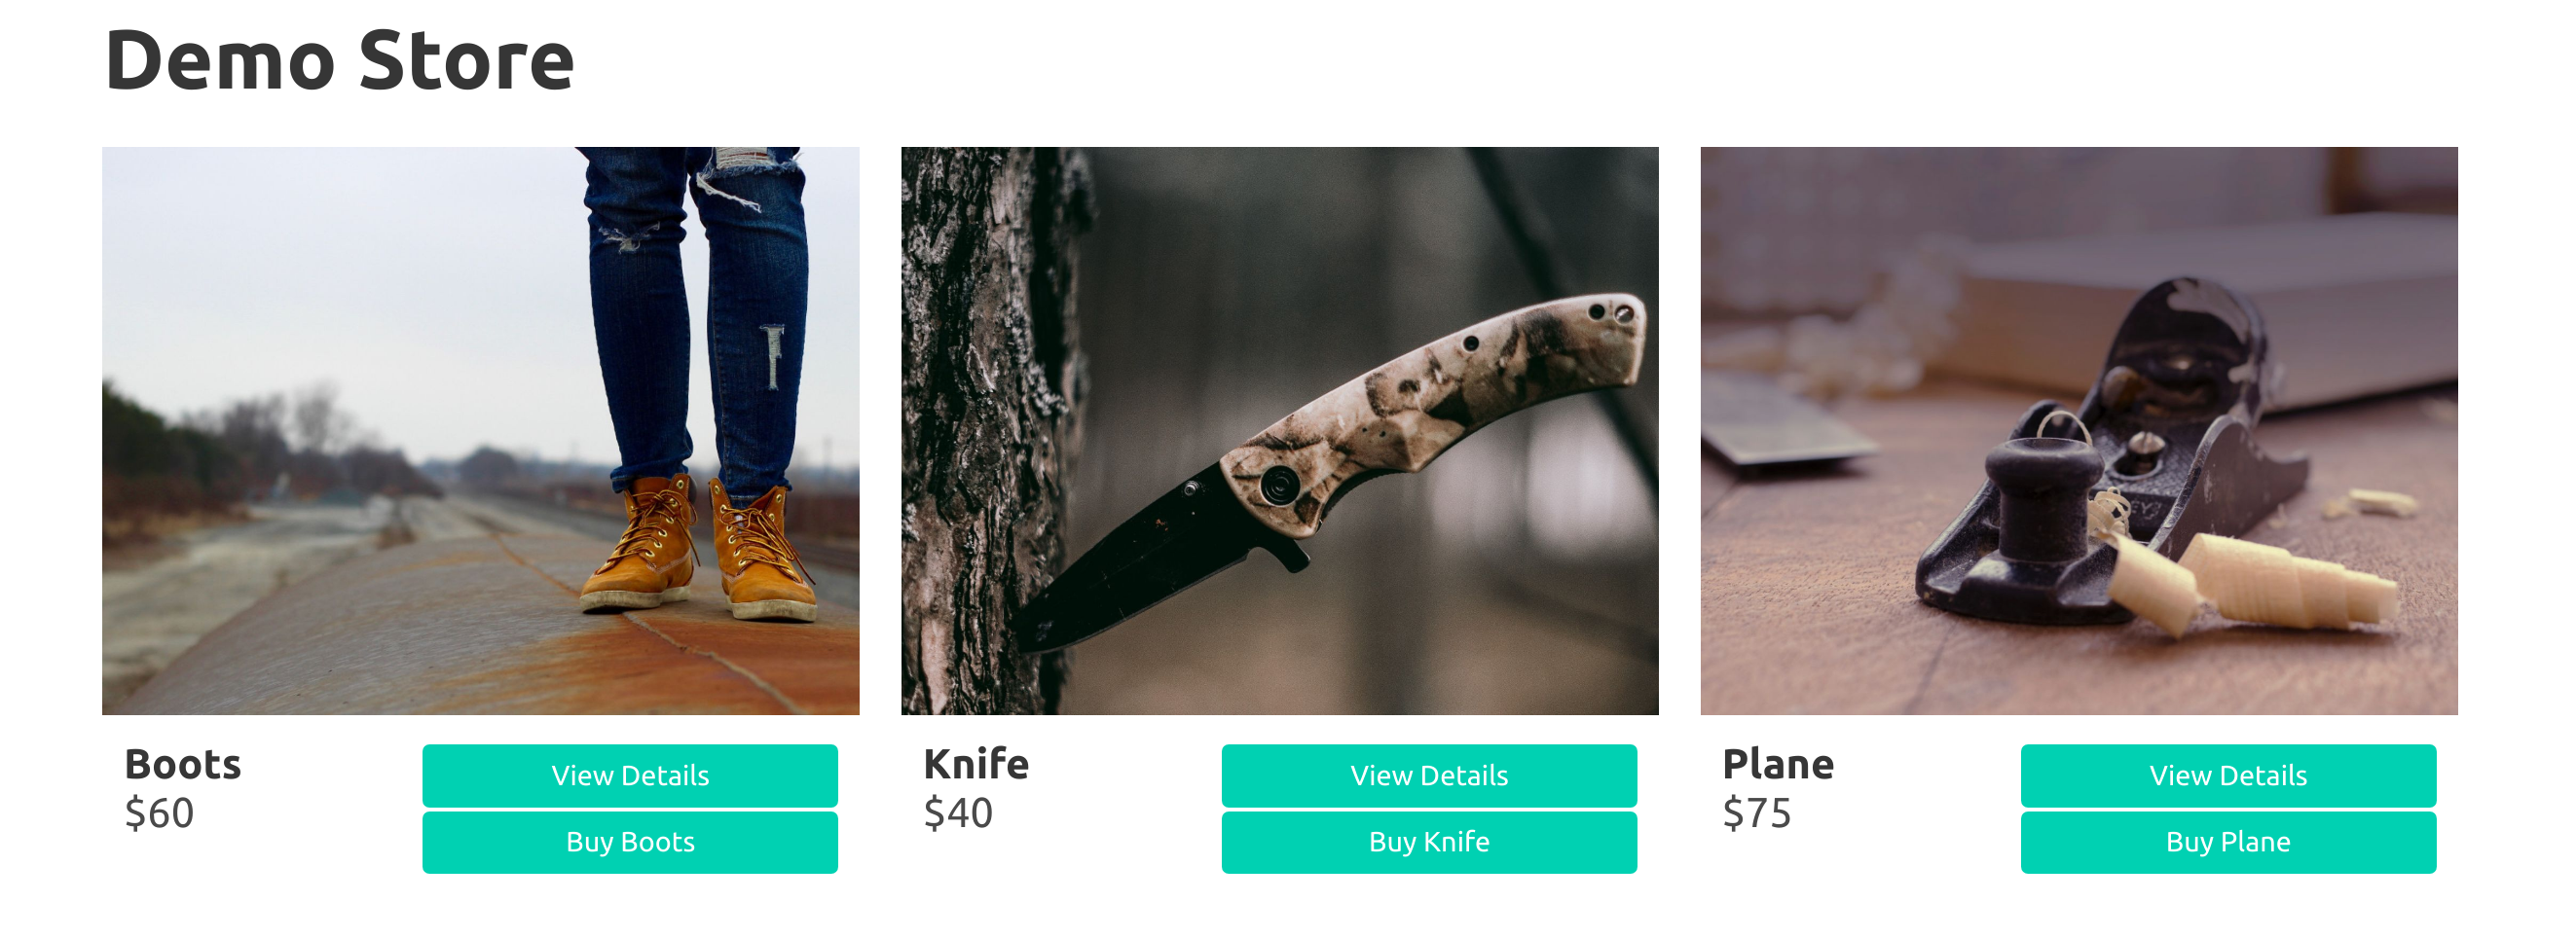 Demo Store
Boots
$60
View Details
Buy Boots
Knife
$40
View Details
Buy Knife
Plane
$75
View Details
Buy Plane